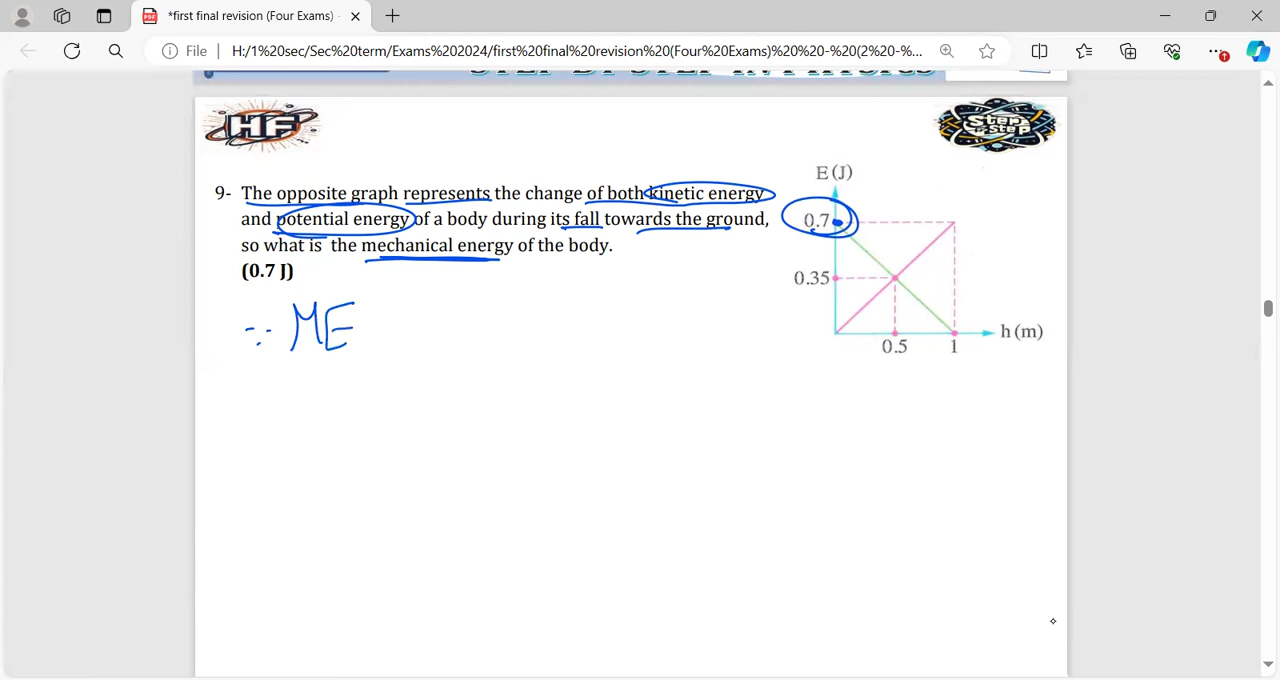 *first final revision (Four Exams) -
File
H:/1%20sec/Sec%20term/Exams%202024/first%20final%20revision%20(Four%20Exams)%20%20-%20(2%20-%...
HF
Step
by
Step
9- The opposite graph represents the change of both kinetic energy
and potential energy of a body during its fall towards the ground,
so what is the mechanical energy of the body.
(0.7 J)
∵ ME
E (J)
0.7
0.35
0.5
1
h (m)